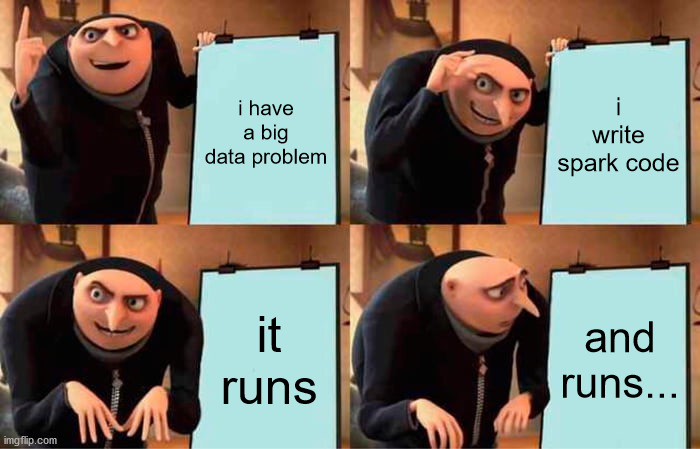 i have
a big
data problem
i
write
spark code
it
runs
and
runs...
imgflip.com